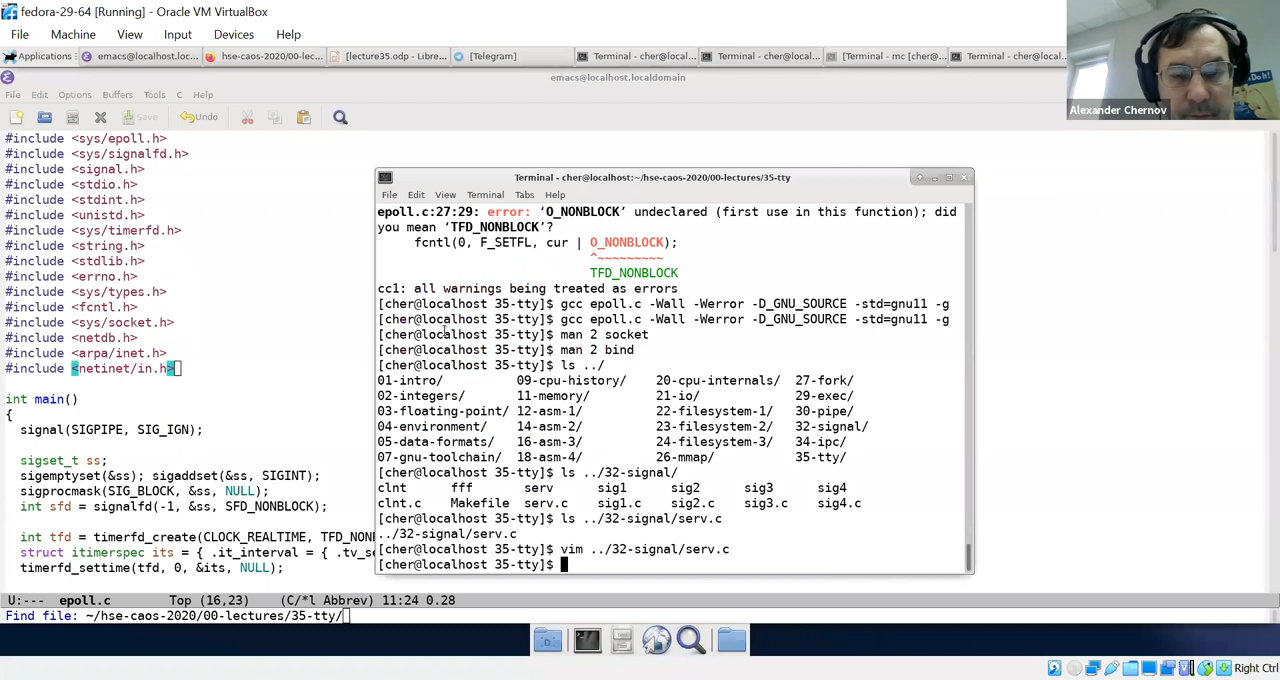 fedora-29-64 [Running] - Oracle VM VirtualBox
File Machine View Input Devices Help
Applications emacs@localhost.loc... hse-caos-2020/00-lec... [lecture35.odp - Libre... [Telegram] Terminal - cher@local... Terminal - cher@local... [Terminal - mc [cher@... Terminal - cher@local...
emacs@localhost.localdomain
File Edit Options Buffers Tools C Help
Save Undo
Alexander Chernov
#include <sys/epoll.h>
#include <sys/signalfd.h>
#include <signal.h>
#include <stdio.h>
#include <stdint.h>
#include <unistd.h>
#include <sys/timerfd.h>
#include <string.h>
#include <stdlib.h>
#include <errno.h>
#include <sys/types.h>
#include <fcntl.h>
#include <sys/socket.h>
#include <netdb.h>
#include <arpa/inet.h>
#include <netinet/in.h>
int main()
{
signal(SIGPIPE, SIG_IGN);
sigset_t ss;
sigemptyset(&ss); sigaddset(&ss, SIGINT);
sigprocmask(SIG_BLOCK, &ss, NULL);
int sfd = signalfd(-1, &ss, SFD_NONBLOCK);
int tfd = timerfd_create(CLOCK_REALTIME, TFD_NON
struct itimerspec its = { .it_interval = { .tv_se
timerfd_settime(tfd, 0, &its, NULL);
U:--- epoll.c Top (16,23) (C/*l Abbrev) 11:24 0.28
Find file: ~/hse-caos-2020/00-lectures/35-tty/
Terminal - cher@localhost:~/hse-caos-2020/00-lectures/35-tty
File Edit View Terminal Tabs Help
epoll.c:27:29: error: ‘O_NONBLOCK’ undeclared (first use in this function); did
you mean ‘TFD_NONBLOCK’?
fcntl(0, F_SETFL, cur | O_NONBLOCK);
^~~~~~~~~~
TFD_NONBLOCK
cc1: all warnings being treated as errors
[cher@localhost 35-tty]$ gcc epoll.c -Wall -Werror -D_GNU_SOURCE -std=gnu11 -g
[cher@localhost 35-tty]$ gcc epoll.c -Wall -Werror -D_GNU_SOURCE -std=gnu11 -g
[cher@localhost 35-tty]$ man 2 socket
[cher@localhost 35-tty]$ man 2 bind
[cher@localhost 35-tty]$ ls ../
01-intro/ 09-cpu-history/ 20-cpu-internals/ 27-fork/
02-integers/ 11-memory/ 21-io/ 29-exec/
03-floating-point/ 12-asm-1/ 22-filesystem-1/ 30-pipe/
04-environment/ 14-asm-2/ 23-filesystem-2/ 32-signal/
05-data-formats/ 16-asm-3/ 24-filesystem-3/ 34-ipc/
07-gnu-toolchain/ 18-asm-4/ 26-mmap/ 35-tty/
[cher@localhost 35-tty]$ ls ../32-signal/
clnt fff serv sig1 sig2 sig3 sig4
clnt.c Makefile serv.c sig1.c sig2.c sig3.c sig4.c
[cher@localhost 35-tty]$ ls ../32-signal/serv.c
../32-signal/serv.c
[cher@localhost 35-tty]$ vim ../32-signal/serv.c
[cher@localhost 35-tty]$
Right Ctrl